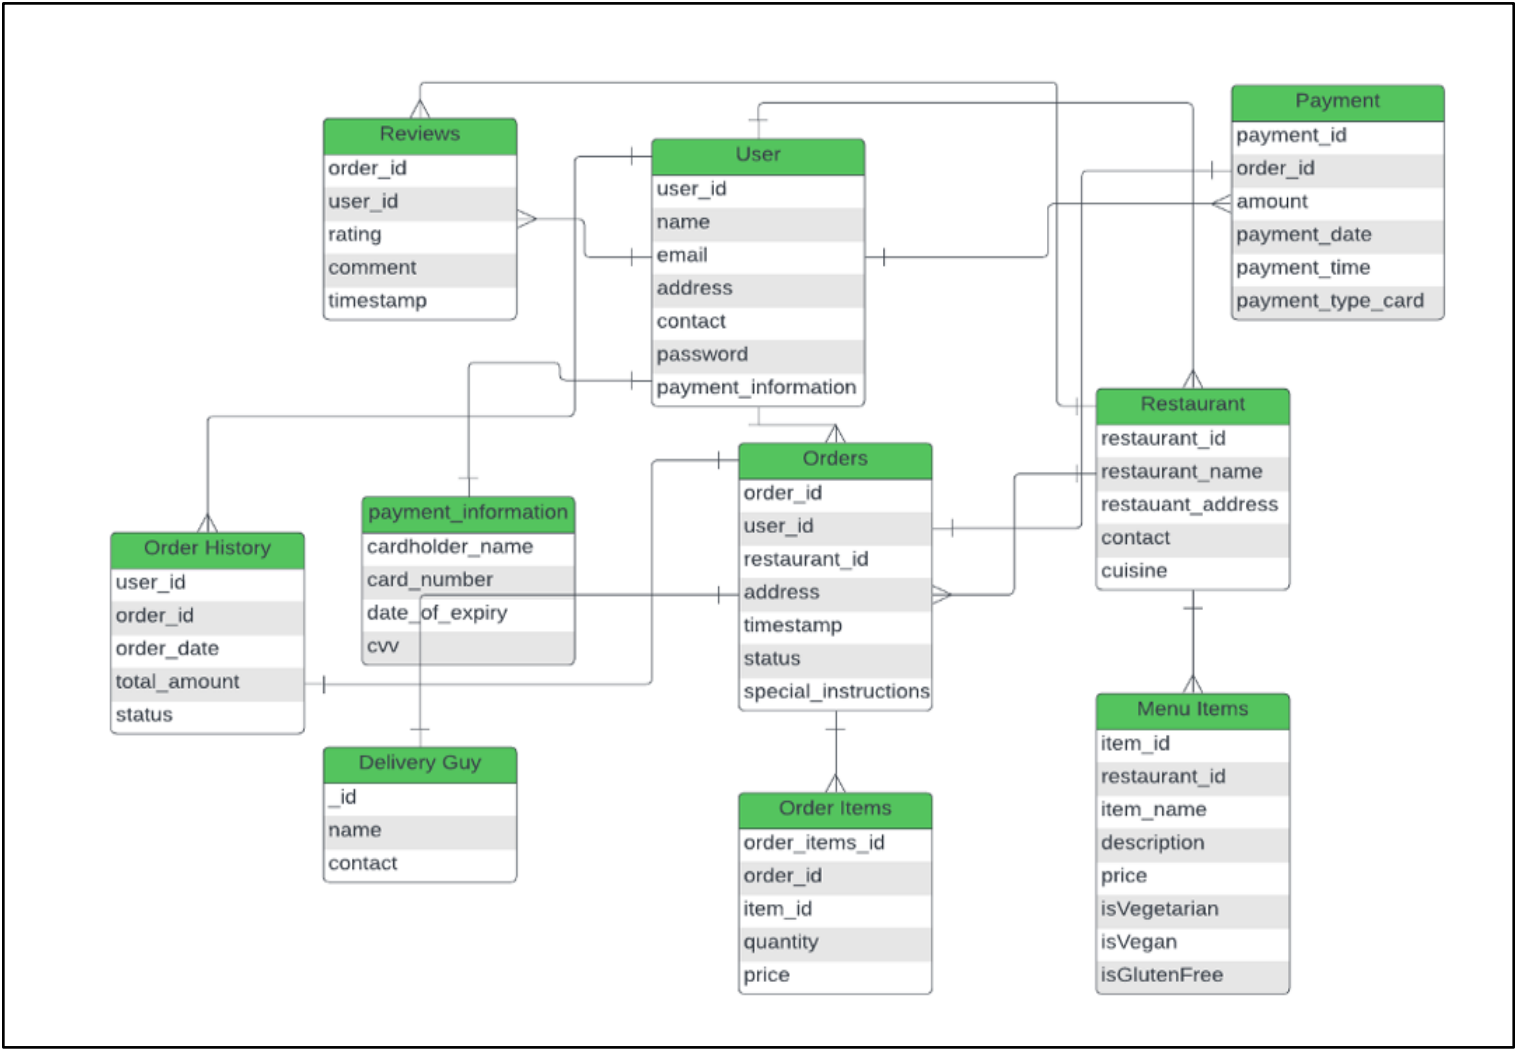 Reviews
order_id
user_id
rating
comment
timestamp
User
user_id
name
email
address
contact
password
payment_information
Payment
payment_id
order_id
amount
payment_date
payment_time
payment_type_card
Restaurant
restaurant_id
restaurant_name
restauant_address
contact
cuisine
Orders
order_id
user_id
restaurant_id
address
timestamp
status
special_instructions
payment_information
cardholder_name
card_number
date_of_expiry
cvv
Order History
user_id
order_id
order_date
total_amount
status
Delivery Guy
_id
name
contact
Order Items
order_items_id
order_id
item_id
quantity
price
Menu Items
item_id
restaurant_id
item_name
description
price
isVegetarian
isVegan
isGlutenFree